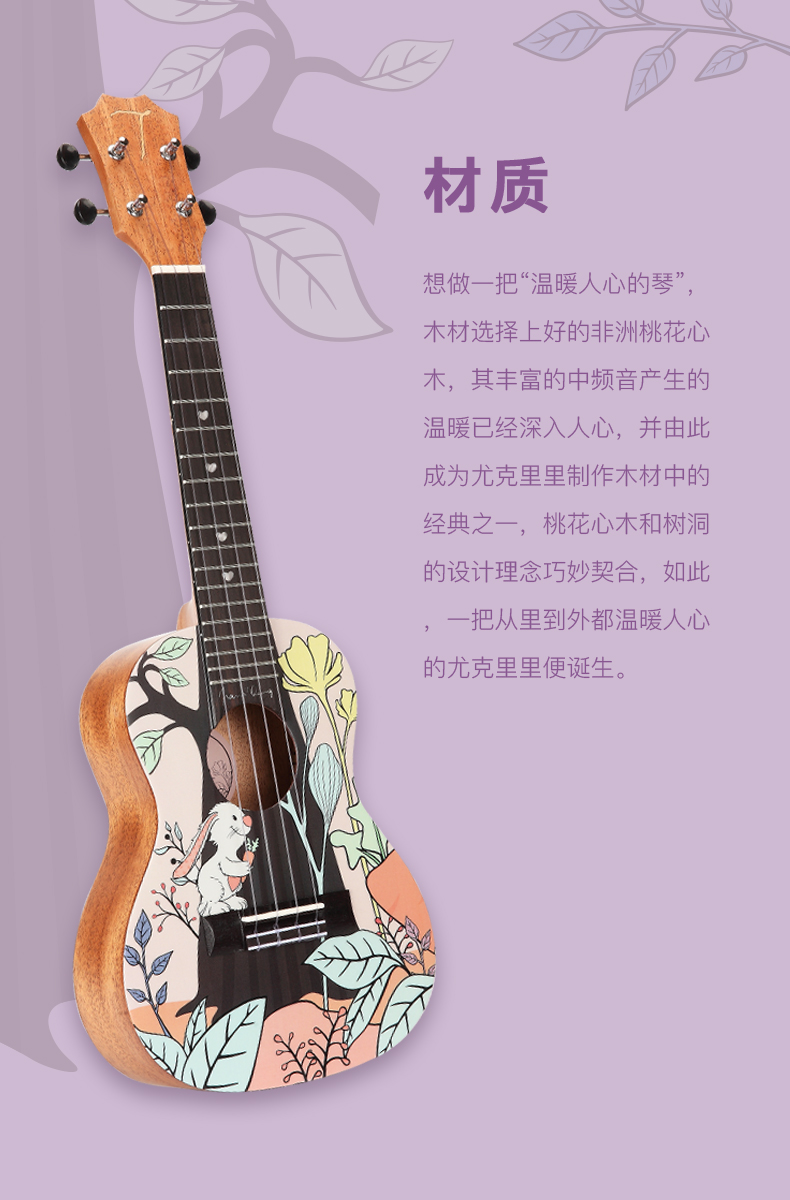 材质
想做一把“温暖人心的琴”，
木材选择上好的非洲桃花心
木，其丰富的中频音产生的
温暖已经深入人心，并由此
成为尤克里里制作木材中的
经典之一，桃花心木和树洞
的设计理念巧妙契合，如此
，一把从里到外都温暖人心
的尤克里里便诞生。